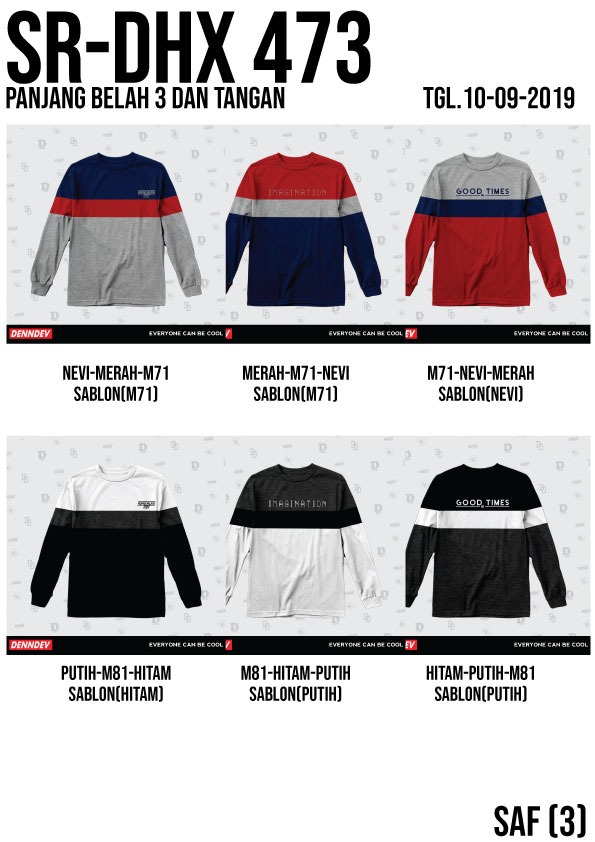 SR-DHX 473
PANJANG BELAH 3 DAN TANGAN
TGL.10-09-2019
IMAGINATION
GOOD, TIMES
DENNDEV
EVERYONE CAN BE COOL
EVERYONE CAN BE COOL
EV
EVERYONE CAN BE COOL
NEVI-MERAH-M71
SABLON(M71)
MERAH-M71-NEVI
SABLON(M71)
M71-NEVI-MERAH
SABLON(NEVI)
IMAGINATION
GOOD, TIMES
DENNDEV
EVERYONE CAN BE COOL
EVERYONE CAN BE COOL
EV
EVERYONE CAN BE COOL
PUTIH-M81-HITAM
SABLON(HITAM)
M81-HITAM-PUTIH
SABLON(PUTIH)
HITAM-PUTIH-M81
SABLON(PUTIH)
SAF (3)